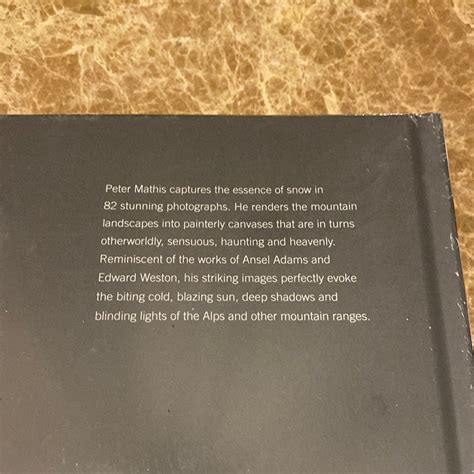 Peter Mathis captures the essence of snow in
82 stunning photographs. He renders the mountain
landscapes into painterly canvases that are in turns
otherworldly, sensuous, haunting and heavenly.
Reminiscent of the works of Ansel Adams and
Edward Weston, his striking images perfectly evoke
the biting cold, blazing sun, deep shadows and
blinding lights of the Alps and other mountain ranges.